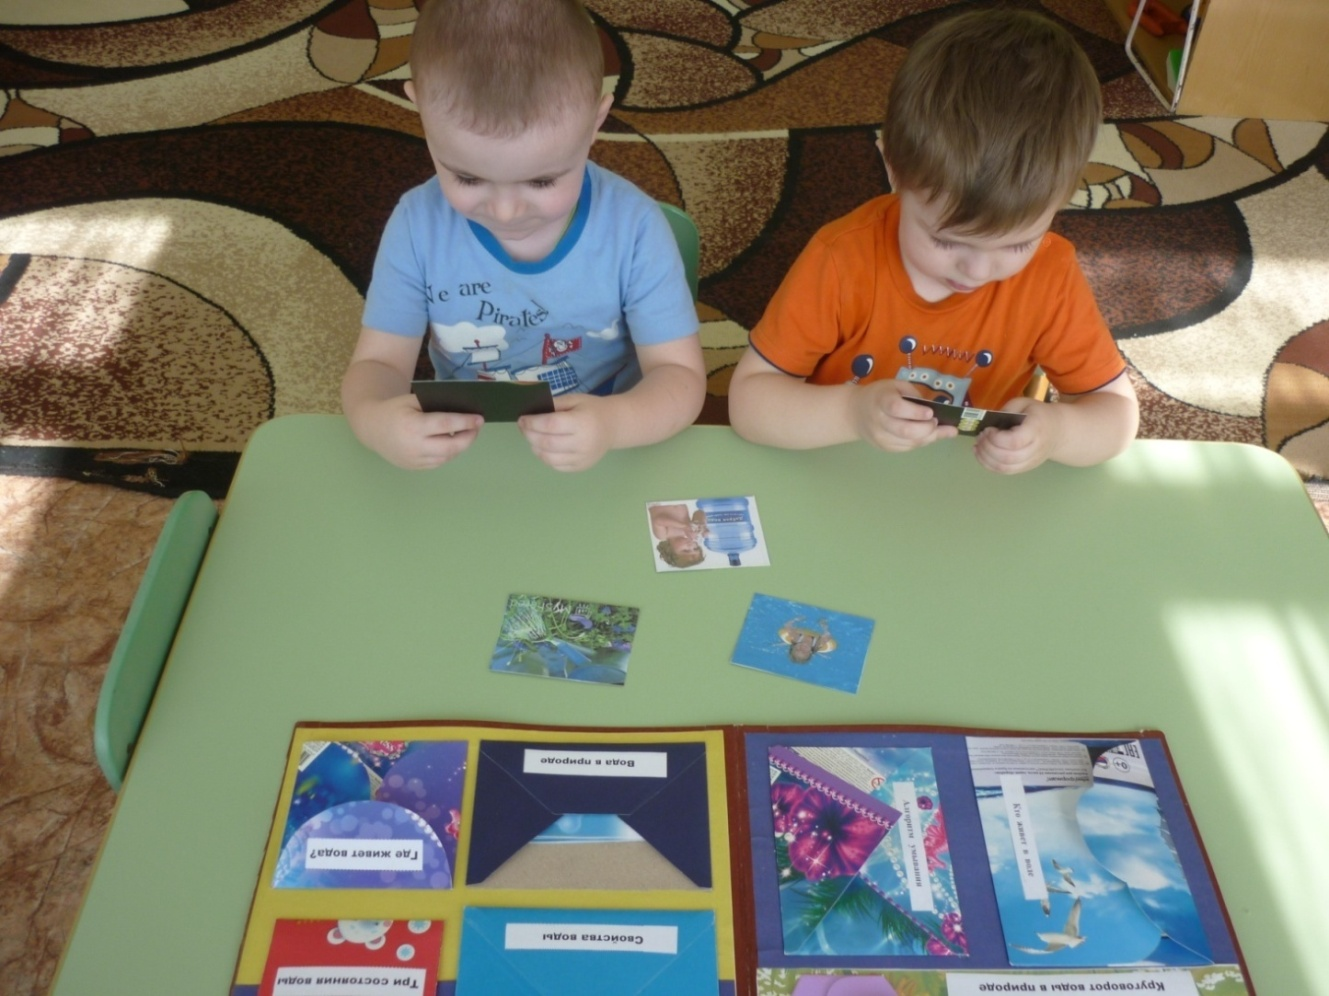 We are
Pirates
Вода в природе
Где живет вода?
Свойства воды
Три состояния воды
Алгоритм умывания
Кто живет в воде
Круговорот воды в природе
0+